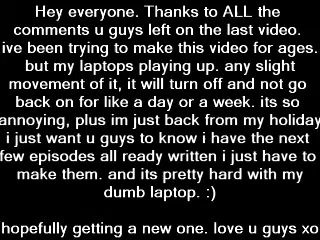 Hey everyone. Thanks to ALL the
comments u guys left on the last video.
ive been trying to make this video for ages.
but my laptops playing up. any slight
movement of it, it will turn off and not go
back on for like a day or a week. its so
annoying, plus im just back from my holiday
i just want u guys to know i have the next
few episodes all ready written i just have to
make them. and its pretty hard with my
dumb laptop. :)
hopefully getting a new one. love u guys xo